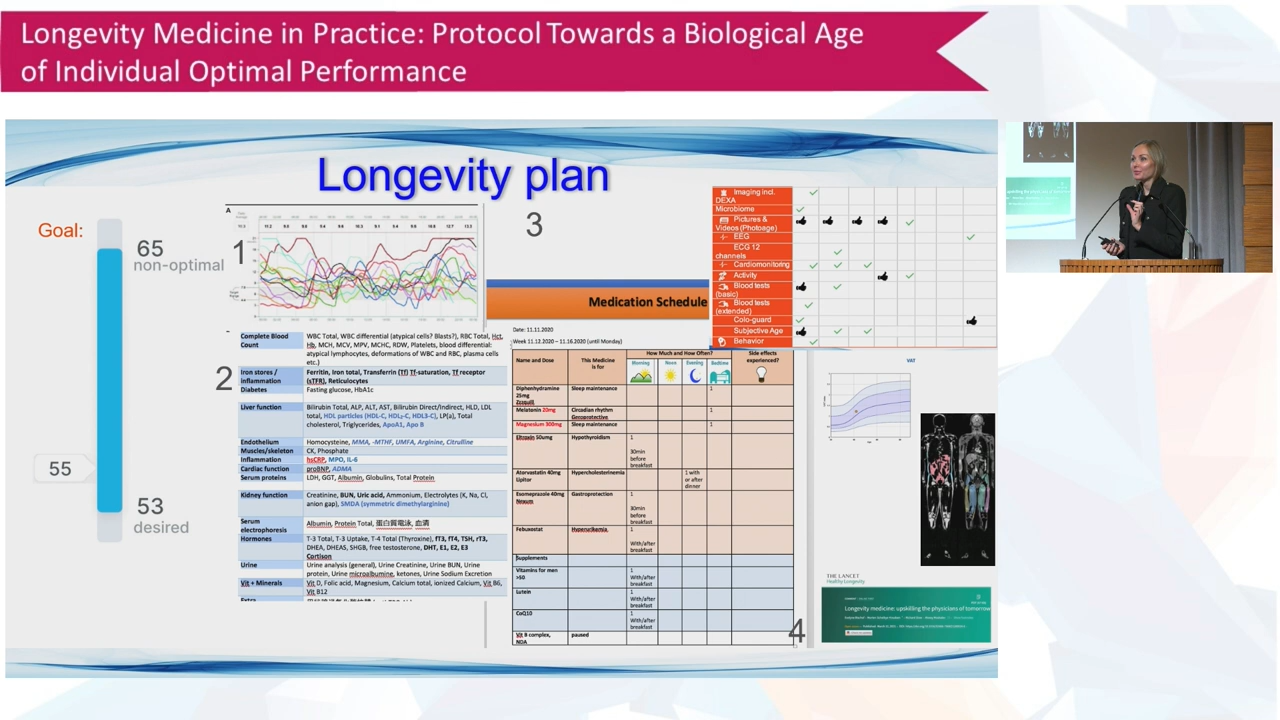 Longevity Medicine in Practice: Protocol Towards a Biological Age
of Individual Optimal Performance
Longevity plan
Goal:
65
non-optimal
55
53
desired
1
A
2
Complete Blood Count
WBC Total, WBC differential (atypical cells? Blasts?), RBC Total, Hct,
Hb, MCH, MCV, MPV, MCHC, RDW, Platelets, blood differential:
atypical lymphocytes, deformations of WBC and RBC, plasma cells
etc.)
Iron stores / inflammation
Ferritin, Iron total, Transferrin (Tf) Tf-saturation, Tf receptor
(sTFR), Reticulocytes
Diabetes
Fasting glucose, HbA1c
Liver function
Bilirubin Total, ALP, ALT, AST, Bilirubin Direct/Indirect, HLD, LDL
total, HDL particles (HDL-C, HDL2-C, HDL3-C), LP(a), Total
cholesterol, Triglycerides, ApoA1, Apo B
Endothelium
Homocysteine, MMA, -MTHF, UMFA, Arginine, Citrulline
Muscles/skeleton
CK, Phosphate
Inflammation
hsCRP, MPO, IL-6
Cardiac function
proBNP, ADMA
Serum proteins
LDH, GGT, Albumin, Globulins, Total Protein
Kidney function
Creatinine, BUN, Uric acid, Ammonium, Electrolytes (K, Na, Cl,
anion gap), SMDA (symmetric dimethylarginine)
Serum electrophoresis
Albumin, Protein Total, 蛋白質電泳, 血清
Hormones
T-3 Total, T-3 Uptake, T-4 Total (Thyroxine), fT3, fT4, TSH, rT3,
DHEA, DHEAS, SHGB, free testosterone, DHT, E1, E2, E3
Cortison
Urine
Urine analysis (general), Urine Creatinine, Urine BUN, Urine
protein, Urine microalbumine, ketones, Urine Sodium Excretion
Vit + Minerals
Vit D, Folic acid, Magnesium, Calcium total, ionized Calcium, Vit B6,
Vit B12
3
Medication Schedule
Date: 11.11.2020
Week 11.12.2020 – 11.16.2020 (until Monday)
Name and Dose
This Medicine is for
How Much and How Often?
Morning
Noon
Evening
Bedtime
Side effects experienced?
Diphenhydramine 25mg Zzzquill
Sleep maintenance
1
Melatonin 20mg
Circadian rhythm Geroprotective
1
Magnesium 300mg
Sleep maintenance
1
Eltroxin 50umg
Hypothyroidism
1
30min before breakfast
Atorvastatin 40mg Lipitor
Hypercholesterinemia
1 with or after dinner
Esomeprazole 40mg Nexum
Gastroprotection
1
30min before breakfast
Febuxostat
Hyperurikemia,
1
With/after breakfast
Supplements
Vitamins for men >50
1
With/after breakfast
Lutein
1
With/after breakfast
CoQ10
1
With/after breakfast
Vit B complex, NDA
paused
Imaging incl. DEXA
Microbiome
Pictures & Videos (Photoage)
EEG
ECG 12 channels
Cardiomonitoring
Activity
Blood tests (basic)
Blood tests (extended)
Colo-guard
Subjective Age
Behavior
4
VAT
THE LANCET
Healthy Longevity
Longevity medicine: upskilling the physicians of tomorrow